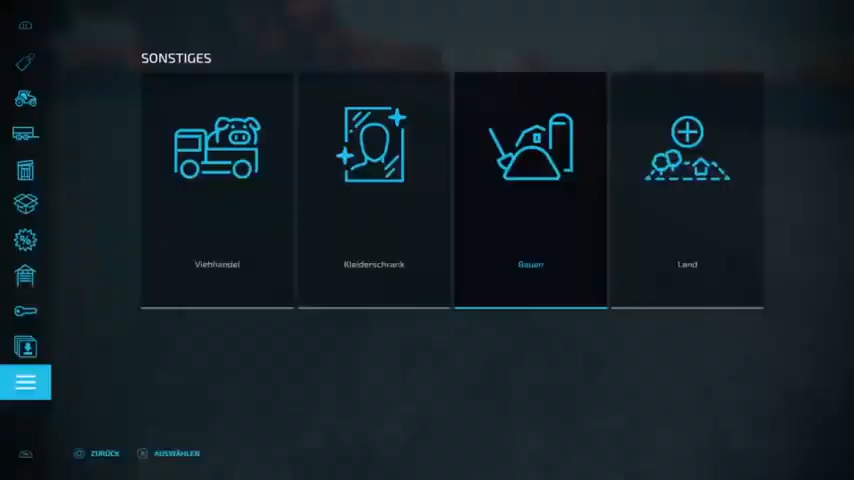 SONSTIGES
Viehhandel
Kleiderschrank
Bauen
Land
ZURÜCK
AUSWÄHLEN